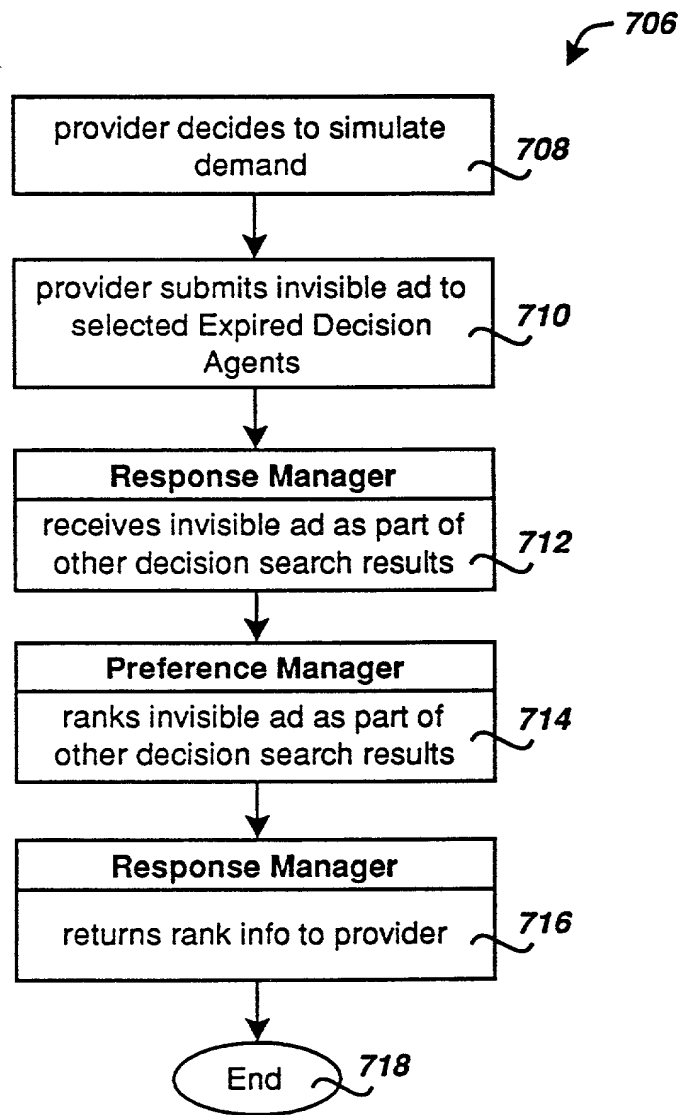 706
provider decides to simulate
demand
708
provider submits invisible ad to
selected Expired Decision
Agents
710
Response Manager
receives invisible ad as part of
other decision search results
712
Preference Manager
ranks invisible ad as part of
other decision search results
714
Response Manager
returns rank info to provider
716
End
718